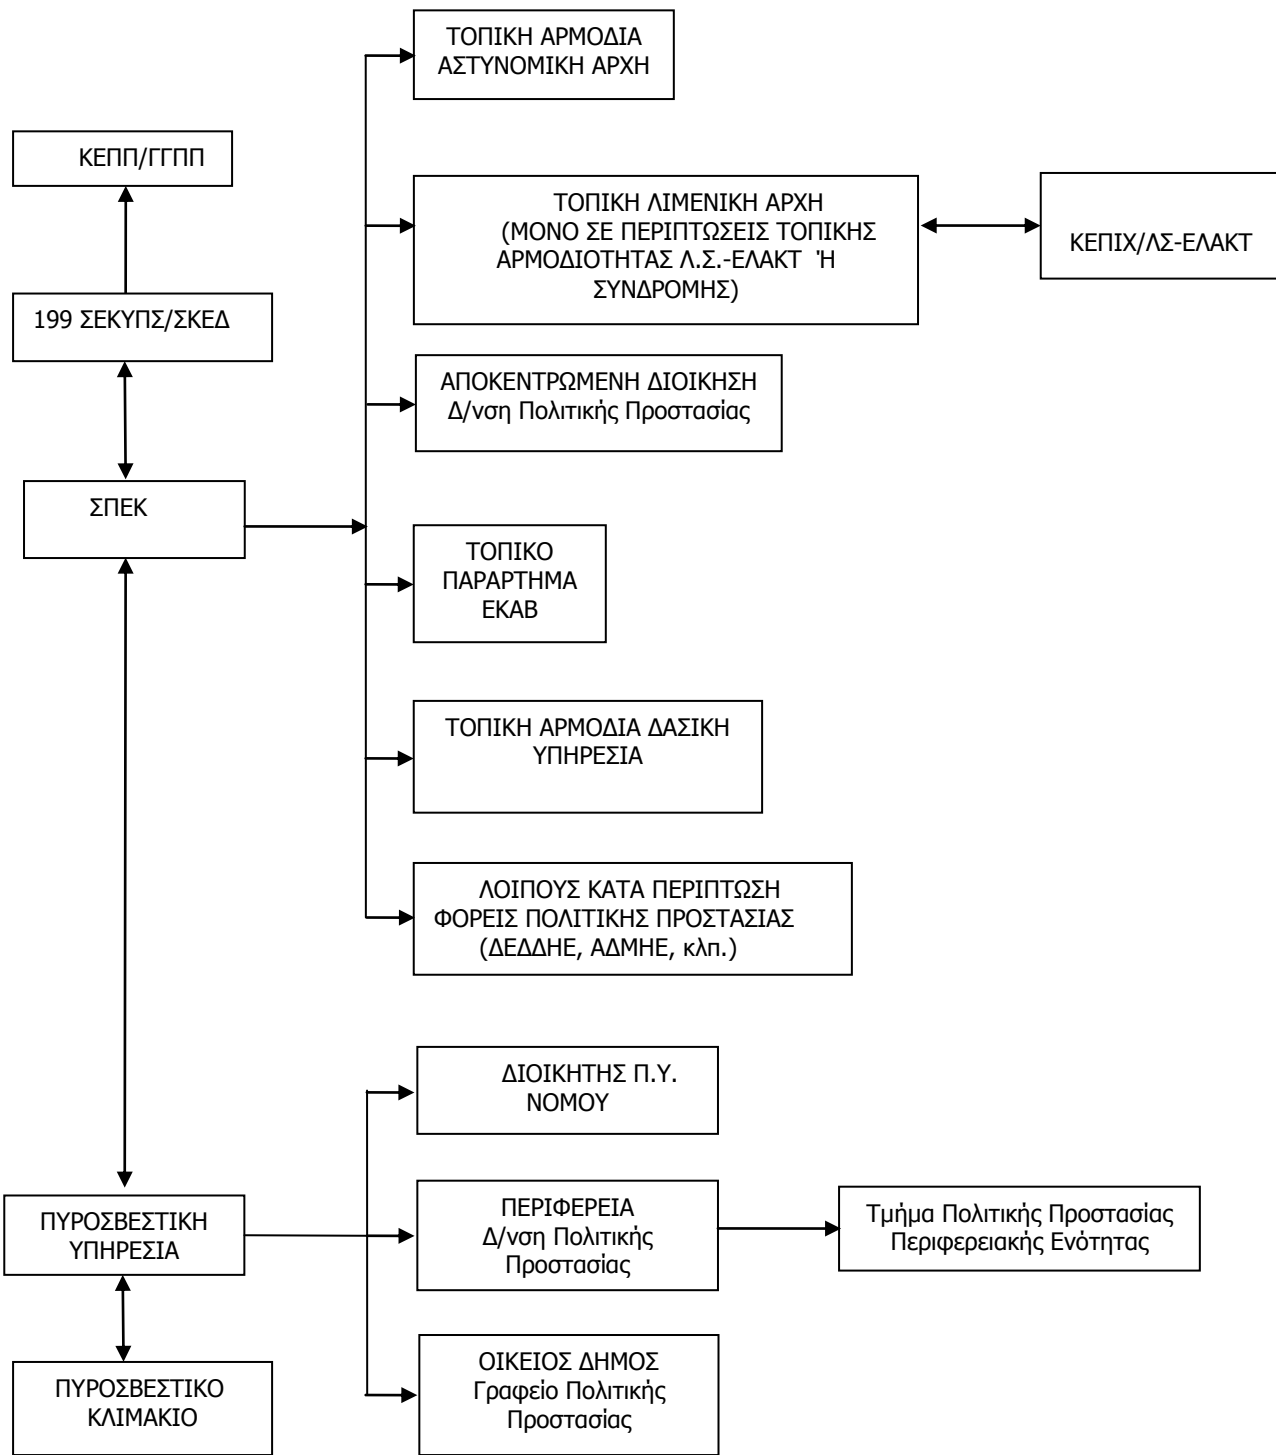 ΤΟΠΙΚΗ ΑΡΜΟΔΙΑ
ΑΣΤΥΝΟΜΙΚΗ ΑΡΧΗ
ΚΕΠΠ/ΓΓΠΠ
ΤΟΠΙΚΗ ΛΙΜΕΝΙΚΗ ΑΡΧΗ
(ΜΟΝΟ ΣΕ ΠΕΡΙΠΤΩΣΕΙΣ ΤΟΠΙΚΗΣ
ΑΡΜΟΔΙΟΤΗΤΑΣ Λ.Σ.-ΕΛΑΚΤ Ή
ΣΥΝΔΡΟΜΗΣ)
ΚΕΠΙΧ/ΛΣ-ΕΛΑΚΤ
199 ΣΕΚΥΠΣ/ΣΚΕΔ
ΑΠΟΚΕΝΤΡΩΜΕΝΗ ΔΙΟΙΚΗΣΗ
Δ/νση Πολιτικής Προστασίας
ΣΠΕΚ
ΤΟΠΙΚΟ
ΠΑΡΑΡΤΗΜΑ
ΕΚΑΒ
ΤΟΠΙΚΗ ΑΡΜΟΔΙΑ ΔΑΣΙΚΗ
ΥΠΗΡΕΣΙΑ
ΛΟΙΠΟΥΣ ΚΑΤΑ ΠΕΡΙΠΤΩΣΗ
ΦΟΡΕΙΣ ΠΟΛΙΤΙΚΗΣ ΠΡΟΣΤΑΣΙΑΣ
(ΔΕΔΔΗΕ, ΑΔΜΗΕ, κλπ.)
ΔΙΟΙΚΗΤΗΣ Π.Υ.
ΝΟΜΟΥ
ΠΥΡΟΣΒΕΣΤΙΚΗ
ΥΠΗΡΕΣΙΑ
ΠΕΡΙΦΕΡΕΙΑ
Δ/νση Πολιτικής
Προστασίας
Τμήμα Πολιτικής Προστασίας
Περιφερειακής Ενότητας
ΠΥΡΟΣΒΕΣΤΙΚΟ
ΚΛΙΜΑΚΙΟ
ΟΙΚΕΙΟΣ ΔΗΜΟΣ
Γραφείο Πολιτικής
Προστασίας